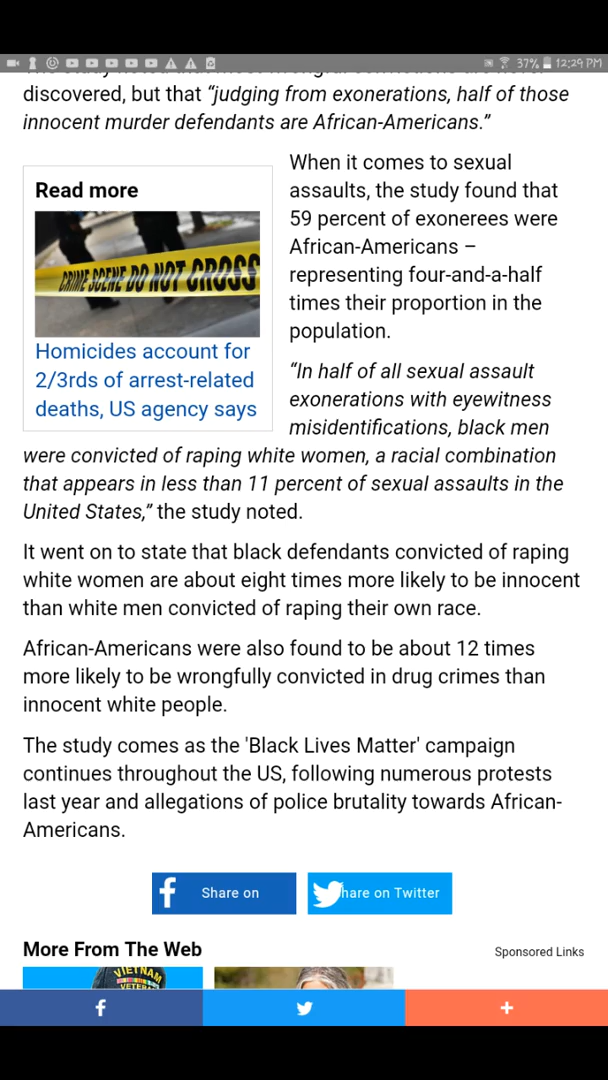 37% 12:29 PM
discovered, but that “judging from exonerations, half of those
innocent murder defendants are African-Americans.”
Read more
CRIME SCENE DO NOT CROSS
Homicides account for
2/3rds of arrest-related
deaths, US agency says
When it comes to sexual
assaults, the study found that
59 percent of exonerees were
African-Americans –
representing four-and-a-half
times their proportion in the
population.
“In half of all sexual assault
exonerations with eyewitness
misidentifications, black men
were convicted of raping white women, a racial combination
that appears in less than 11 percent of sexual assaults in the
United States,” the study noted.
It went on to state that black defendants convicted of raping
white women are about eight times more likely to be innocent
than white men convicted of raping their own race.
African-Americans were also found to be about 12 times
more likely to be wrongfully convicted in drug crimes than
innocent white people.
The study comes as the 'Black Lives Matter' campaign
continues throughout the US, following numerous protests
last year and allegations of police brutality towards African-
Americans.
Share on
hare on Twitter
More From The Web
Sponsored Links
VIETNAM
VETERAN